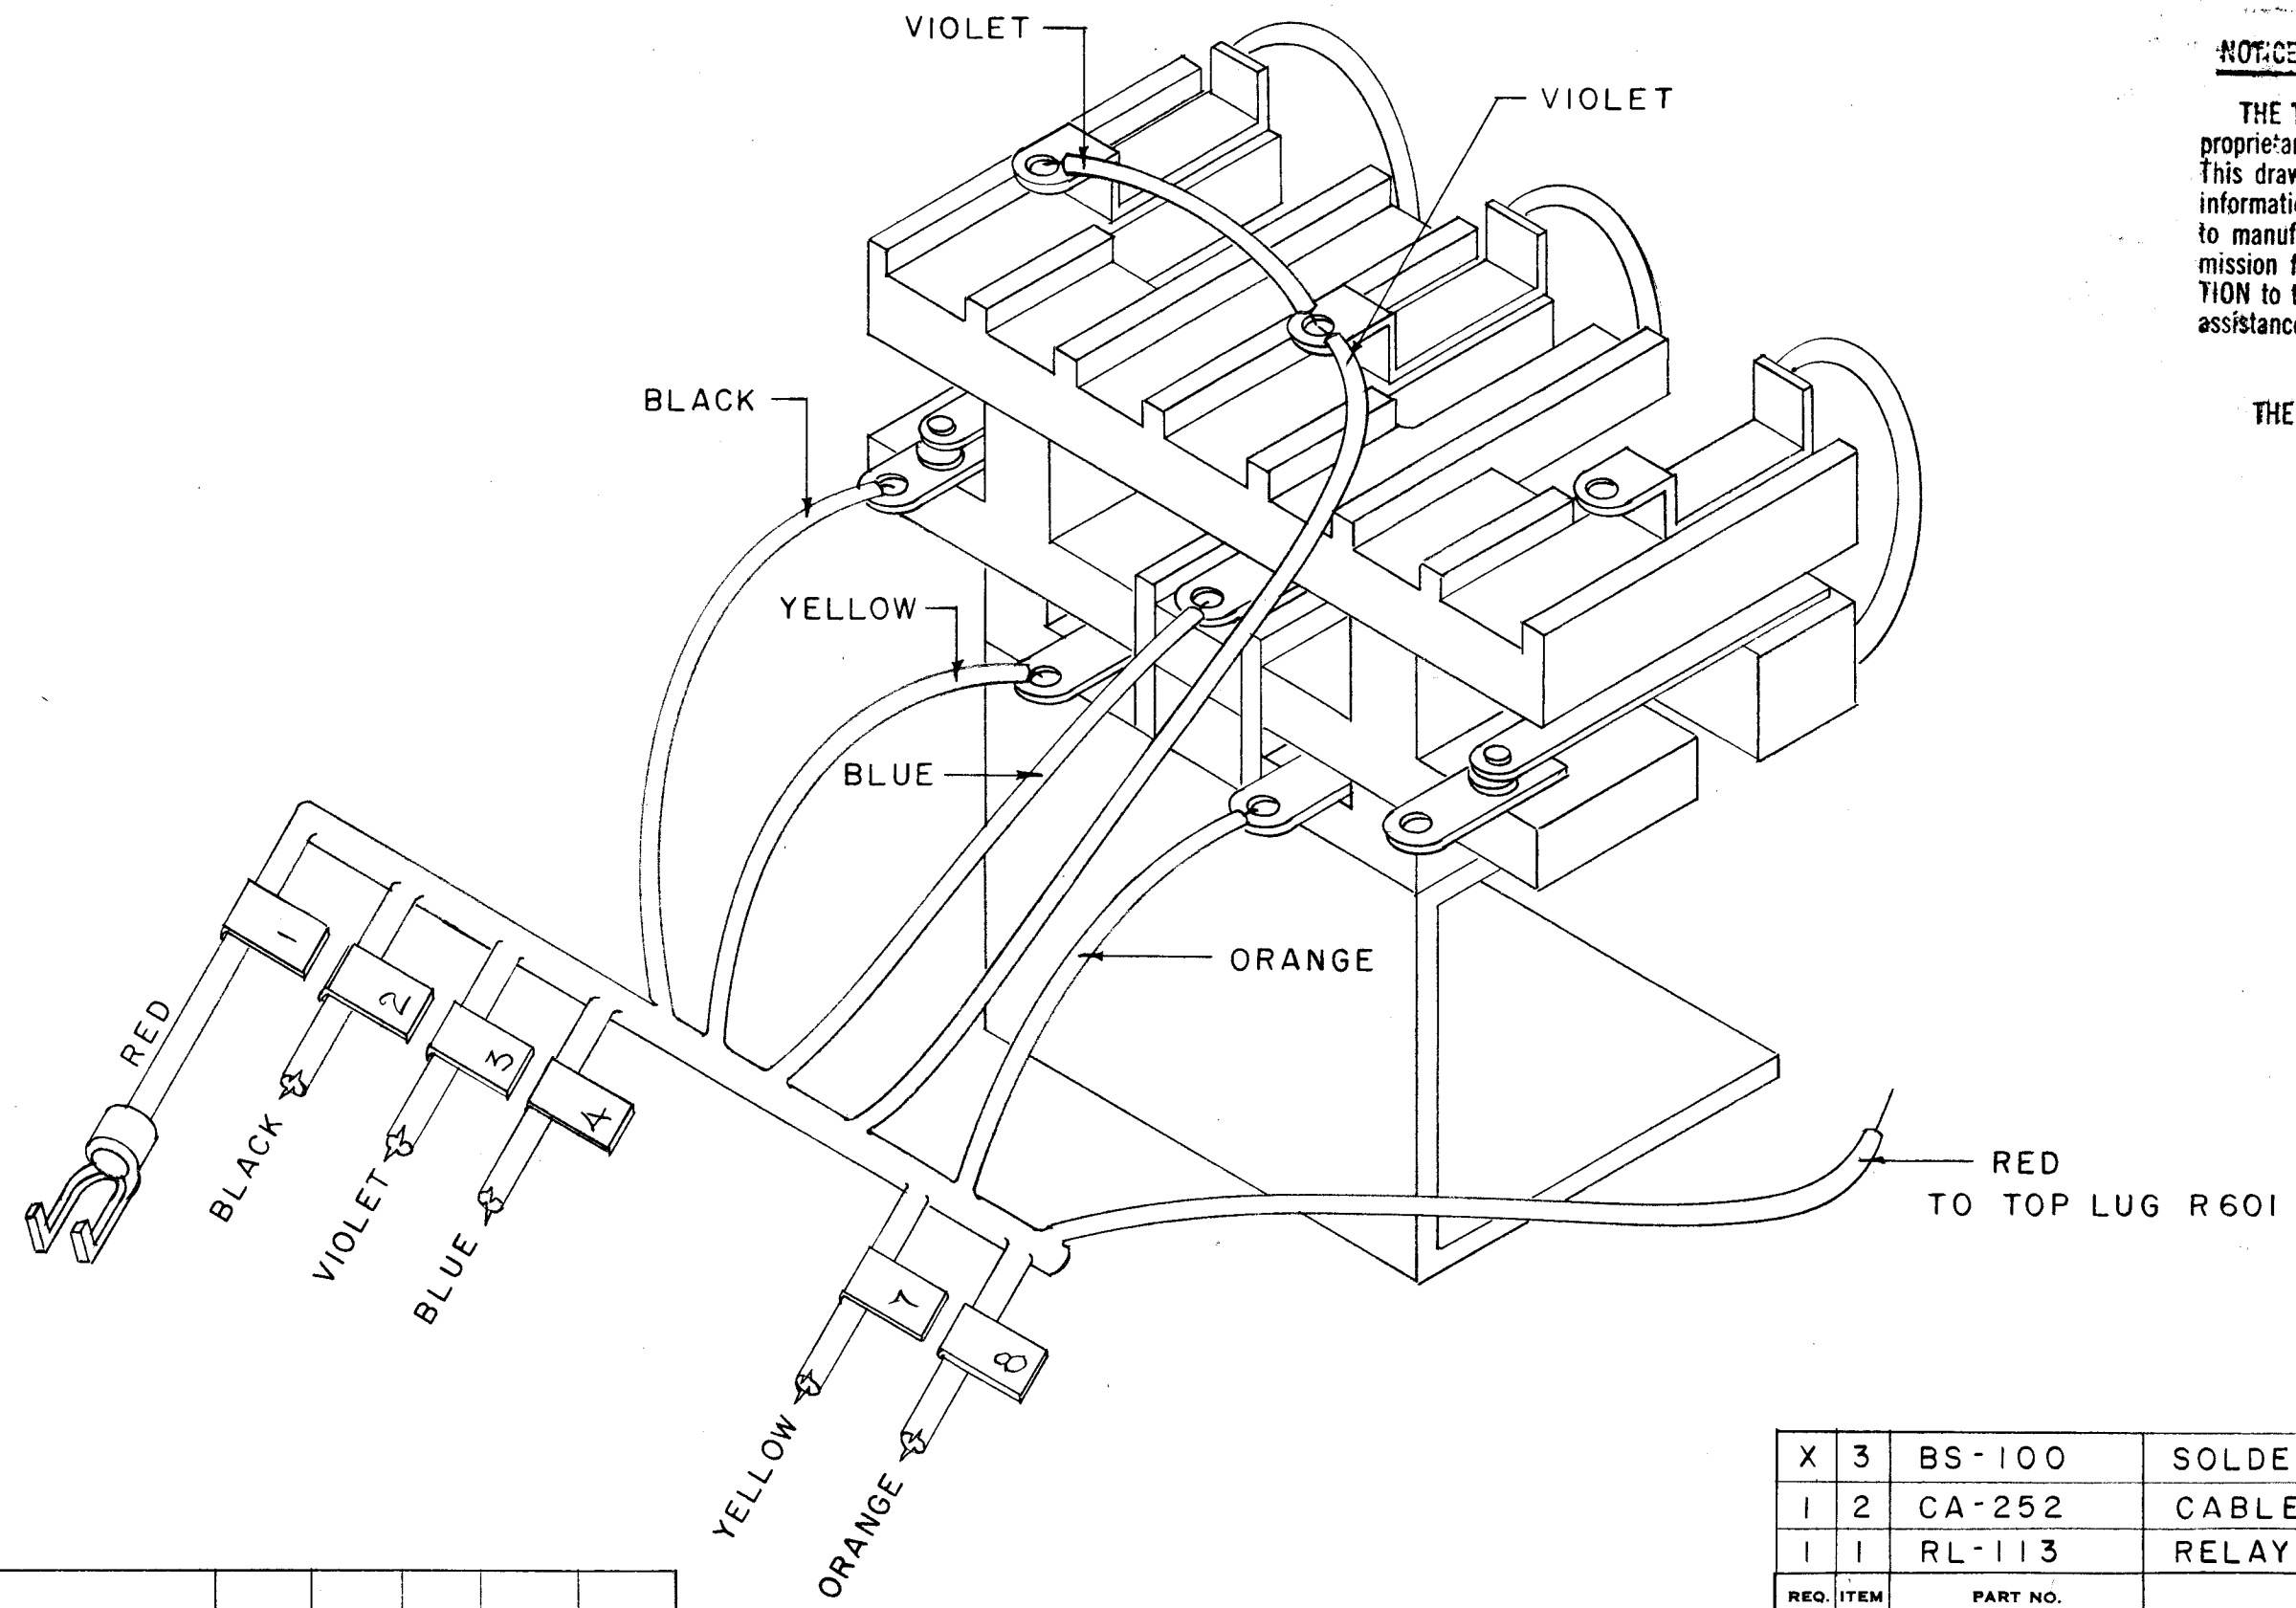 NOTICE
THE
proprietar
This draw
informati
to manuf
mission f
TION to t
assistanc
THE
VIOLET
VIOLET
BLACK
YELLOW
BLUE
ORANGE
RED
TO TOP LUG R601
1
2
3
4
7
8
RED
BLACK
VIOLET
BLUE
YELLOW
ORANGE
X 3 BS-100 SOLDE
1 2 CA-252 CABLE
1 1 RL-113 RELAY
REQ. ITEM PART NO.